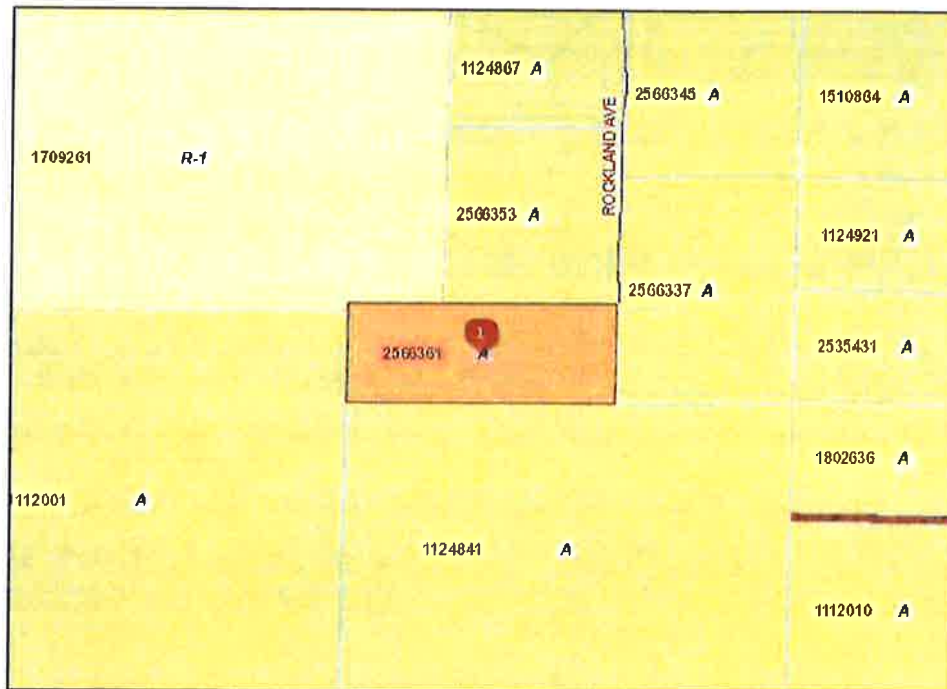 1124867 A
2566345 A
1510864 A
1709261 R-1
ROCKLAND AVE
2566353 A
1124921 A
2566337 A
1
2566361 A
2535431 A
1802636 A
112001 A
1124841 A
1112010 A